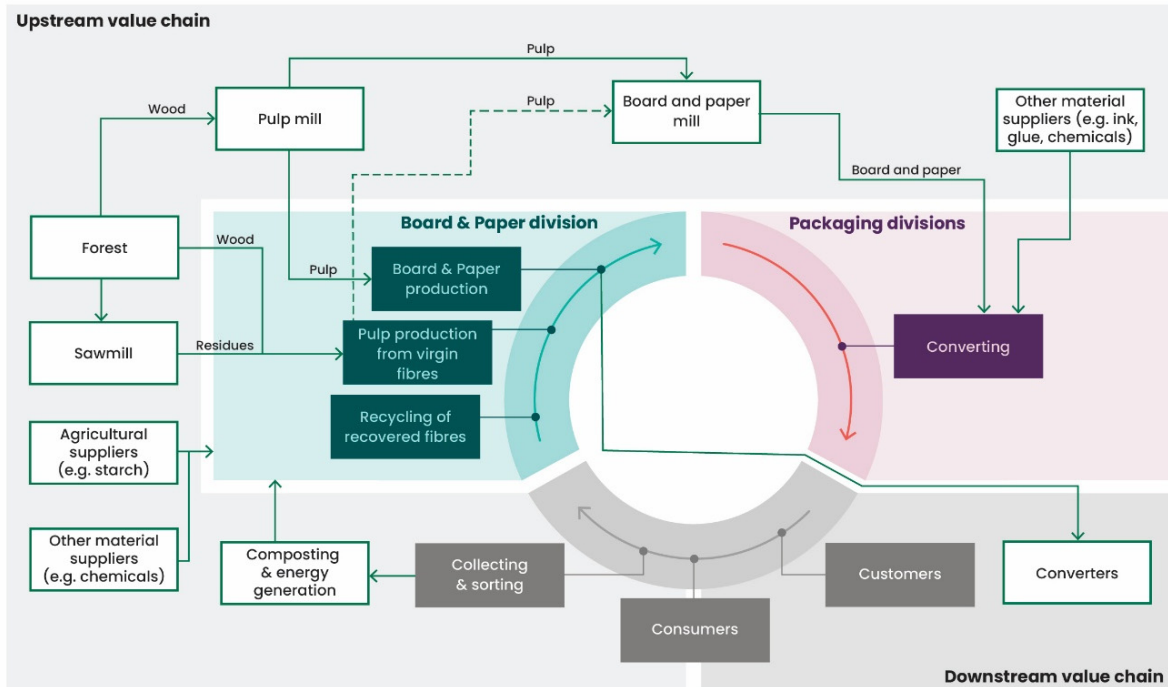 Upstream value chain
Pulp
Pulp mill
Wood
Pulp
Board and paper
mill
Other material
suppliers (e.g. ink,
glue, chemicals)
Board and paper
Board & Paper division
Packaging divisions
Forest
Wood
Pulp
Board & Paper
production
Sawmill
Residues
Pulp production
from virgin
fibres
Converting
Recycling of
recovered fibres
Agricultural
suppliers
(e.g. starch)
Other material
suppliers
(e.g. chemicals)
Composting
& energy
generation
Collecting
& sorting
Consumers
Customers
Converters
Downstream value chain